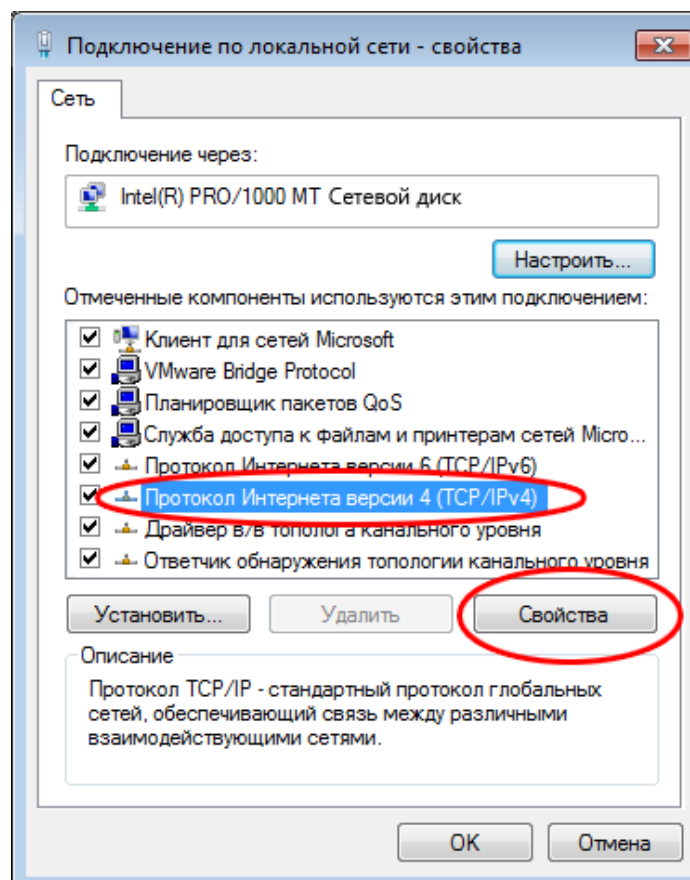 Подключение по локальной сети - свойства
Сеть
Подключение через:
Intel(R) PRO/1000 MT Сетевой диск
Настроить...
Отмеченные компоненты используются этим подключением:
Клиент для сетей Microsoft
VMware Bridge Protocol
Планировщик пакетов QoS
Служба доступа к файлам и принтерам сетей Micro...
Протокол Интернета версии 6 (TCP/IPv6)
Протокол Интернета версии 4 (TCP/IPv4)
Драйвер в/в тополога канального уровня
Ответчик обнаружения топологии канального уровня
Установить... Удалить Свойства
Описание
Протокол TCP/IP - стандартный протокол глобальных
сетей, обеспечивающий связь между различными
взаимодействующими сетями.
OK Отмена